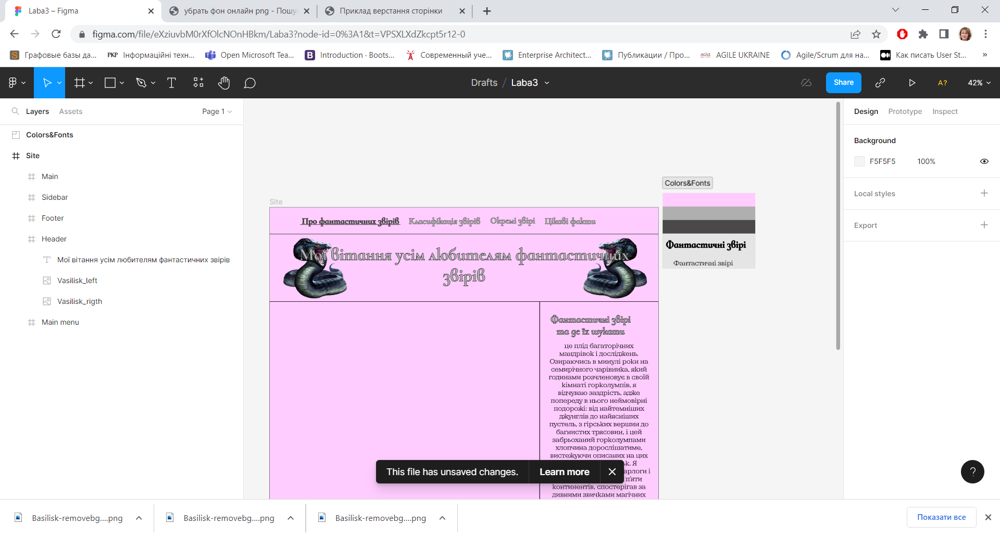 Laba3 – Figma
убрать фон онлайн png - Пошу
Приклад верстання сторінки
figma.com/file/eXziuvbM0rXfOlcNOnHBkm/Laba3?node-id=0%3A1&t=VPSXLXdZkcpt5r12-0
Графовые базы да...
PKP Інформаційні техн...
Open Microsoft Tea...
B Introduction · Boots...
Современный уче...
Enterprise Architect...
Публикации / Про...
AGILE UKRAINE
Agile/Scrum для на...
Как писать User St...
»
Drafts / Laba3
Share
A?
42%
Layers
Assets
Page 1
Design
Prototype
Inspect
Colors&Fonts
Site
Main
Sidebar
Footer
Header
Мої вітання усім любителям фантастичних звірів
Vasilisk_left
Vasilisk_rigth
Main menu
Background
F5F5F5
100%
Local styles
Export
Colors&Fonts
Фантастичні звірі
Фантастичні звірі
Site
Про фантастичних звірів
Класифікація звірів
Окремі звірі
Цікаві факти
Мої вітання усім любителям фантастичних
звірів
Фантастичні звірі
та де їх шукати
це плід багаторічних
мандрівок і досліджень.
Озираючись в минулі роки на
семирічного чарівника, який
годинами розчленовує в своїй
кімнаті горколумпів, я
відчуваю заздрість, адже
попереду в нього неймовірні
подорожі: від найтемніших
джунглів до найясніших
пустель, з гірських вершин до
багнистих трясовин, і цей
забрьоханий горколумпами
хлопчина дорослішатиме,
вистежуючи описаних на цих
Я
арлоги і
п'яти
континентів, спостерігав за
дивними звичками магічних
This file has unsaved changes.
Learn more
?
Basilisk-removebg....png
Basilisk-removebg....png
Basilisk-removebg....png
Показати все